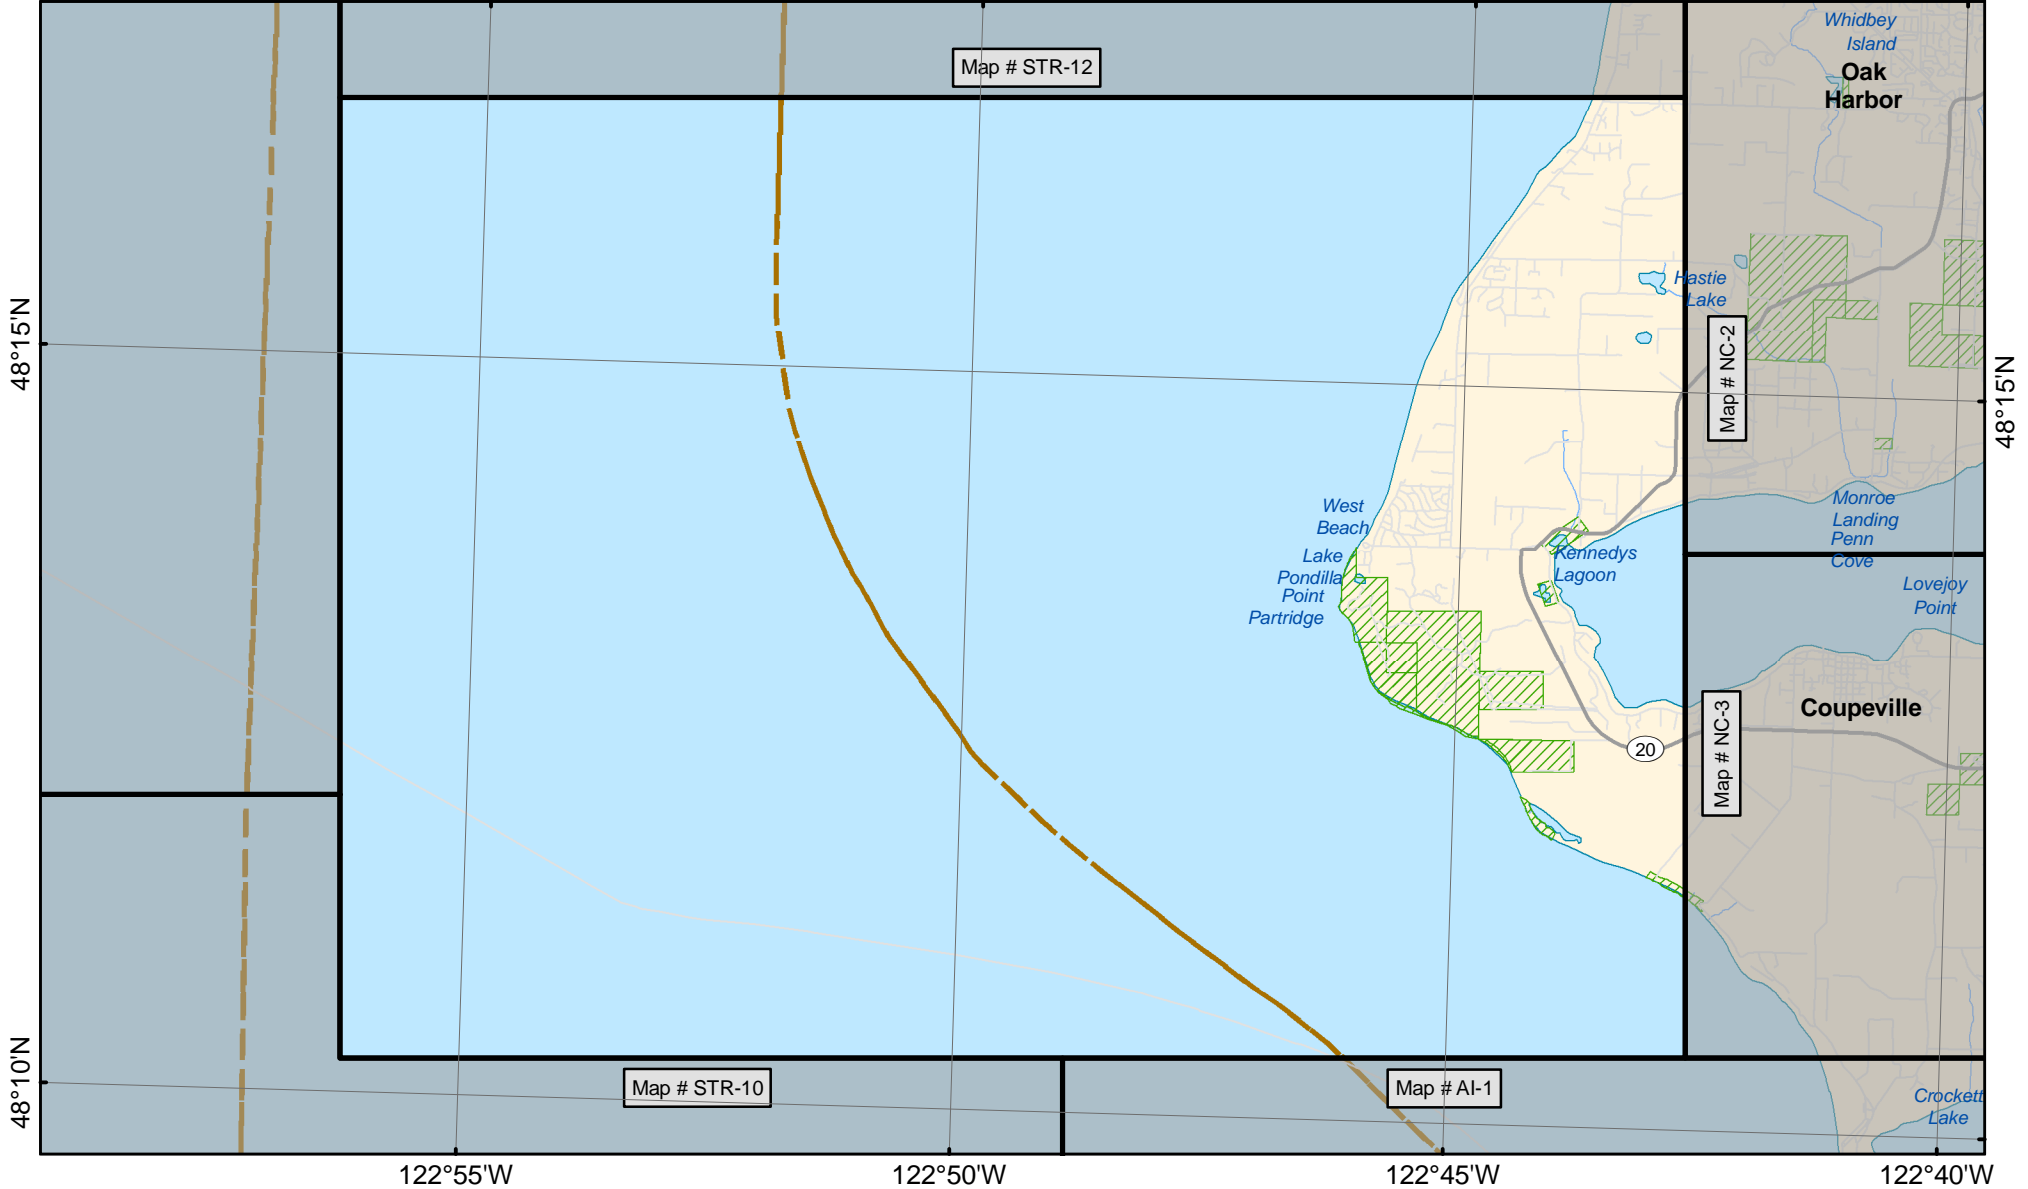 Whidbey
Island
Oak
Harbor
Map # STR-12
Hastie
Lake
48°15'N
Map # NC-2
48°15'N
West
Beach
Monroe
Landing
Penn
Cove
Lake
Pondilla
Point
Partridge
Kennedys
Lagoon
Lovejoy
Point
Coupeville
Map # NC-3
20
48°10'N
Map # STR-10
Map # AI-1
Crockett
Lake
122°55'W
122°50'W
122°45'W
122°40'W